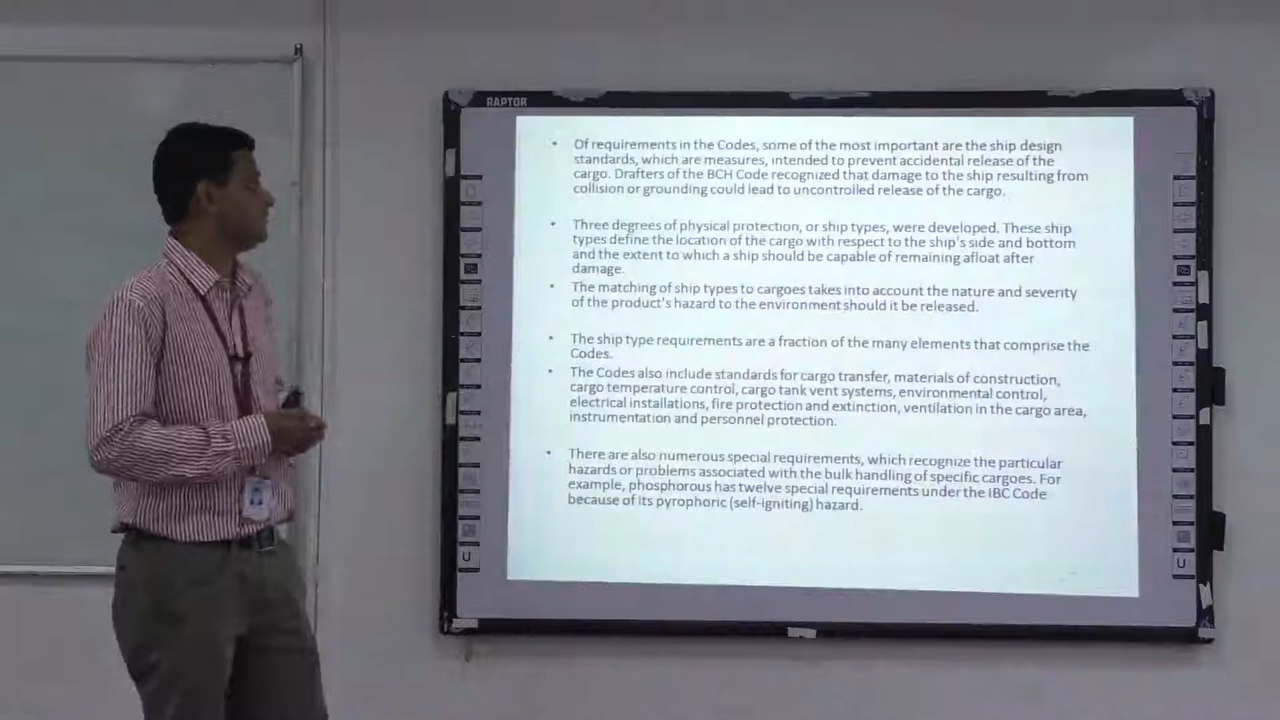 RAPTOR
• Of requirements in the Codes, some of the most important are the ship design
standards, which are measures, intended to prevent accidental release of the
cargo. Drafters of the BCH Code recognized that damage to the ship resulting from
collision or grounding could lead to uncontrolled release of the cargo.
• Three degrees of physical protection, or ship types, were developed. These ship
types define the location of the cargo with respect to the ship's side and bottom
and the extent to which a ship should be capable of remaining afloat after
damage.
• The matching of ship types to cargoes takes into account the nature and severity
of the product's hazard to the environment should it be released.
• The ship type requirements are a fraction of the many elements that comprise the
Codes.
• The Codes also include standards for cargo transfer, materials of construction,
cargo temperature control, cargo tank vent systems, environmental control,
electrical installations, fire protection and extinction, ventilation in the cargo area,
instrumentation and personnel protection.
• There are also numerous special requirements, which recognize the particular
hazards or problems associated with the bulk handling of specific cargoes. For
example, phosphorous has twelve special requirements under the IBC Code
because of its pyrophoric (self-igniting) hazard.
U
U